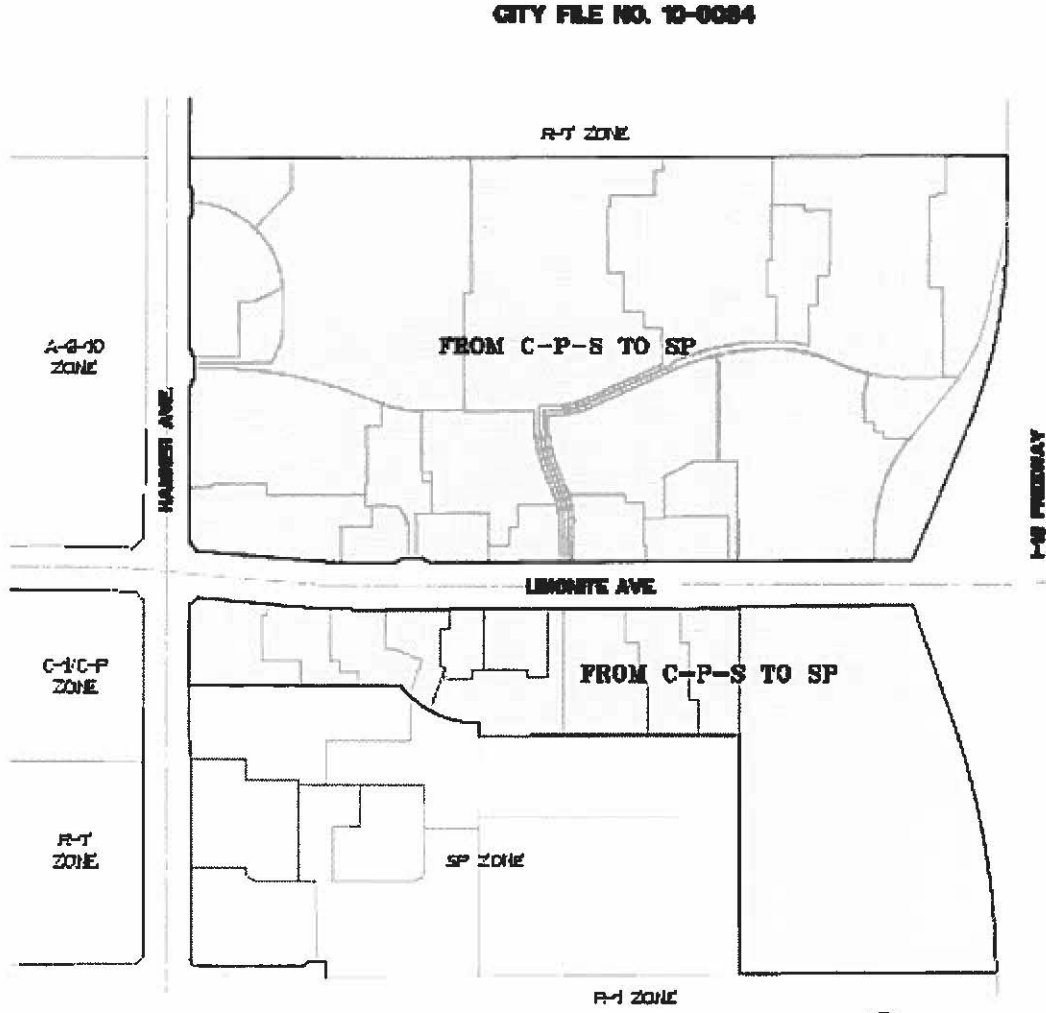 CITY FILE NO. 10-0084
R-T ZONE
FROM C-P-S TO SP
A-2-10
ZONE
HAMNER AVE.
I-15 FREEWAY
LIMONITE AVE.
C-1/C-P
ZONE
FROM C-P-S TO SP
R-T
ZONE
SP ZONE
R-1 ZONE